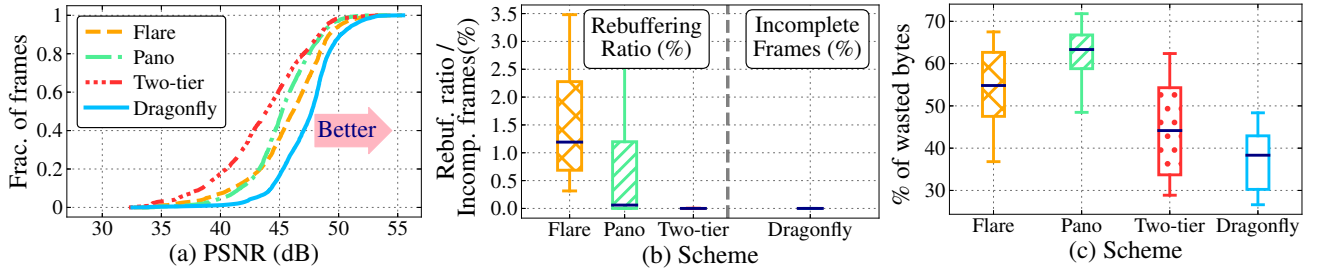 Frac. of frames
1
0.8
0.6
0.4
0.2
0
Flare
Pano
Two-tier
Dragonfly
Better
30 35 40 45 50 55
(a) PSNR (dB)
Rebuf. ratio /
Incomp. frames(%)
3.5
3.0
2.5
2.0
1.5
1.0
0.5
0.0
Rebuffering
Ratio (%)
Incomplete
Frames (%)
Flare Pano Two-tier Dragonfly
(b) Scheme
% of wasted bytes
70
60
50
40
30
Flare Pano Two-tier Dragonfly
(c) Scheme